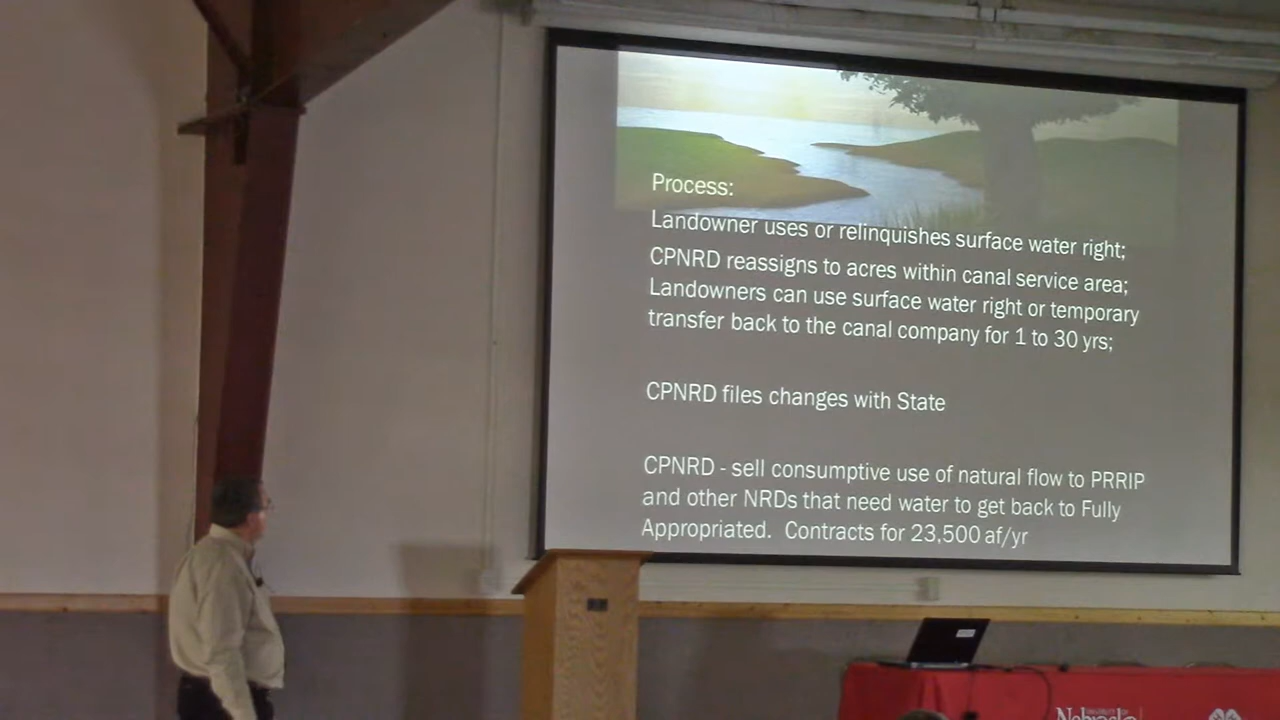 Process:
Landowner uses or relinquishes surface water right;
CPNRD reassigns to acres within canal service area;
Landowners can use surface water right or temporary
transfer back to the canal company for 1 to 30 yrs;
CPNRD files changes with State
CPNRD - sell consumptive use of natural flow to PRRIP
and other NRDs that need water to get back to Fully
Appropriated. Contracts for 23,500 af/yr
UNIVERSITY OF
Nebraska